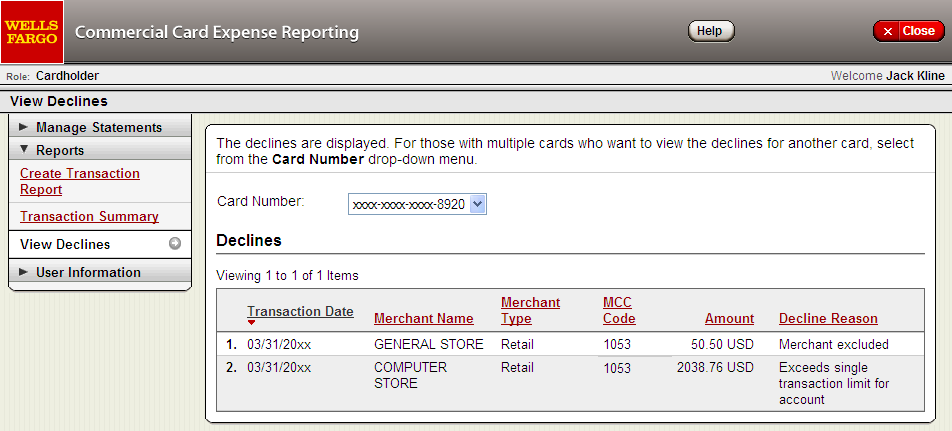 WELLS
FARGO
Commercial Card Expense Reporting
Help
× Close
Role: Cardholder
Welcome Jack Kline
View Declines
Manage Statements
Reports
Create Transaction
Report
Transaction Summary
View Declines
User Information
The declines are displayed. For those with multiple cards who want to view the declines for another card, select
from the Card Number drop-down menu.
Card Number: xxxx-xxxx-xxxx-8920
Declines
Viewing 1 to 1 of 1 Items
Transaction Date Merchant Name Merchant Type MCC Code Amount Decline Reason
1. 03/31/20xx GENERAL STORE Retail 1053 50.50 USD Merchant excluded
2. 03/31/20xx COMPUTER Retail 1053 2038.76 USD Exceeds single
STORE transaction limit for
account